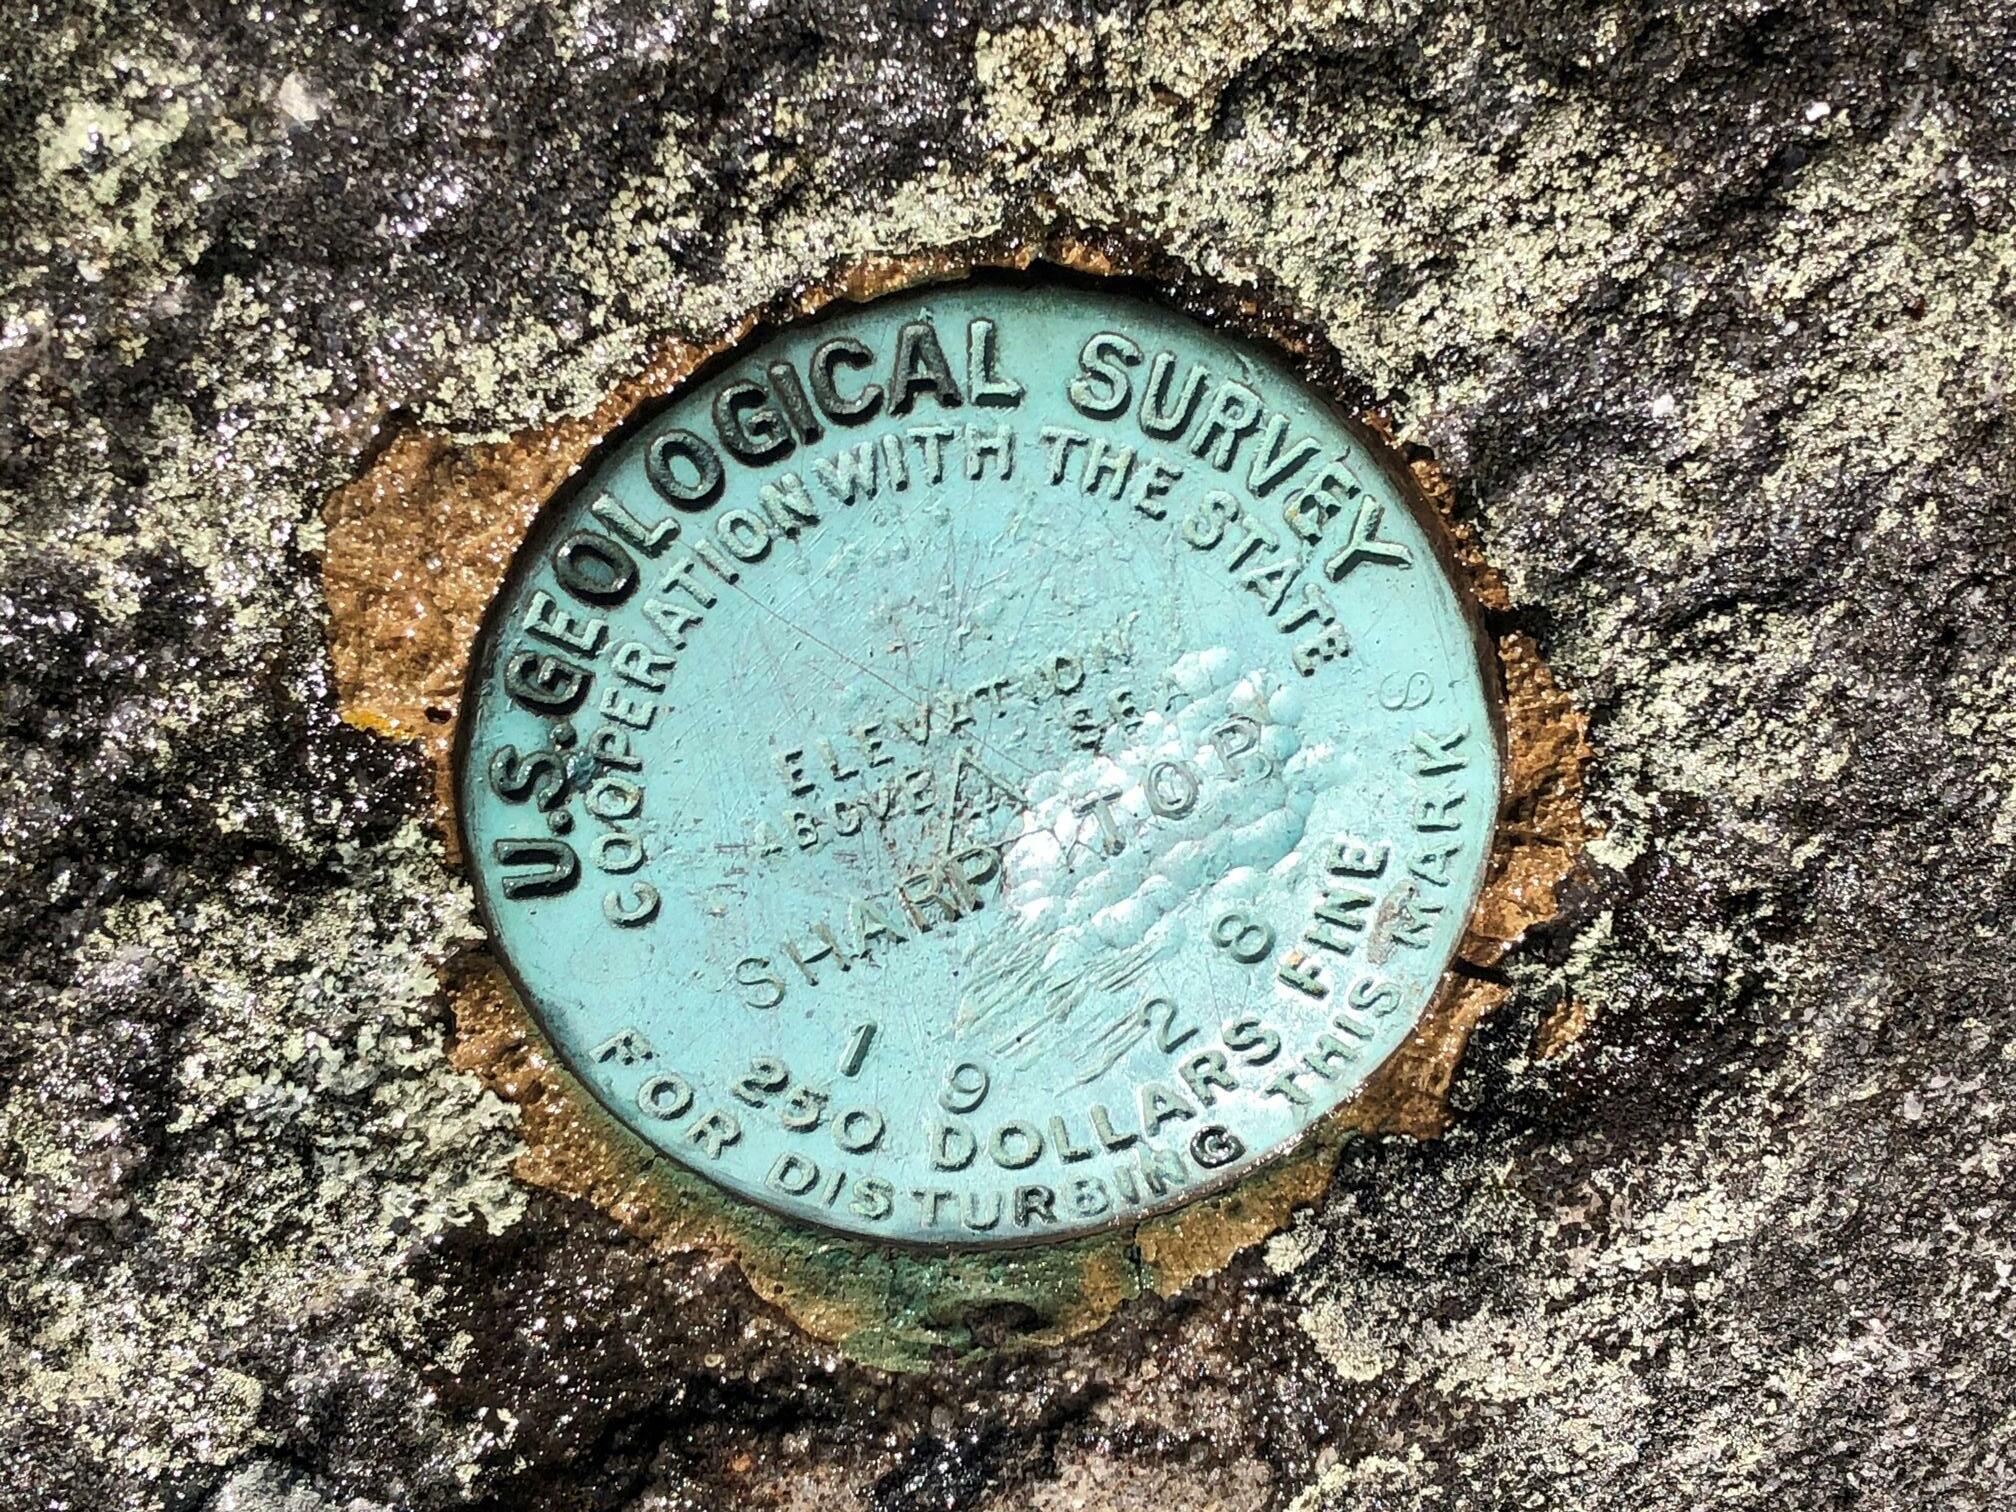 U.S. GEOLOGICAL SURVEY
COOPERATION WITH THE STATE
ELEVATION
ABOVE SEA
SHARP TOP
1928
250 DOLLARS FINE
FOR DISTURBING THIS MARK
8